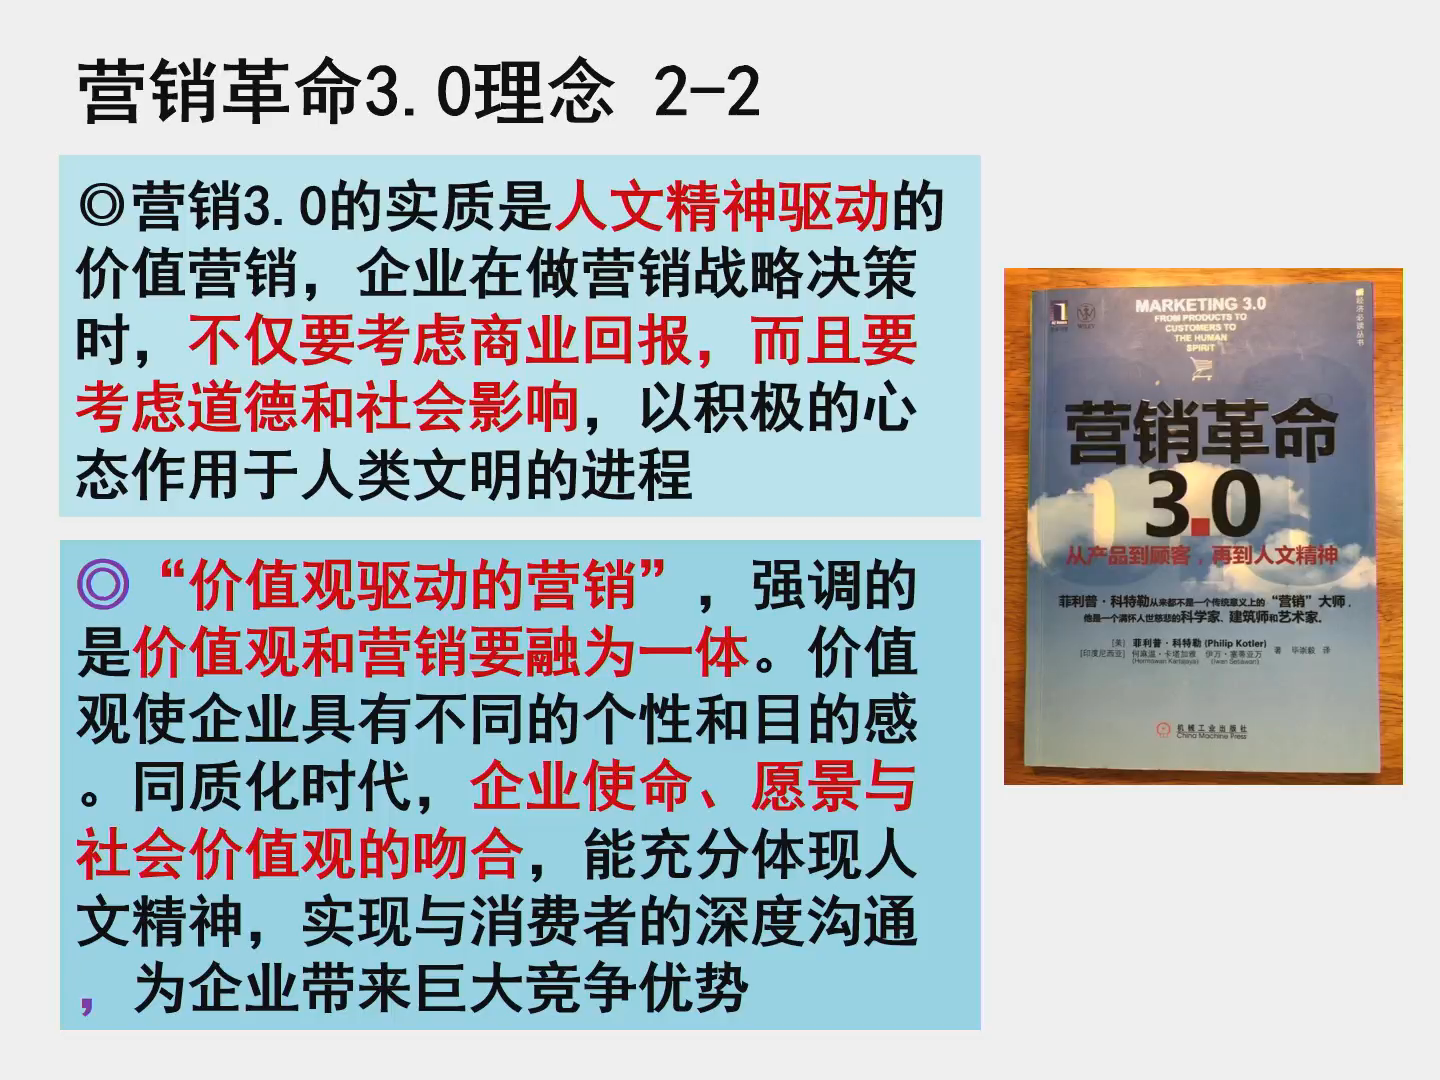 营销革命3.0理念 2-2
◎营销3.0的实质是人文精神驱动的
价值营销，企业在做营销战略决策
时，不仅要考虑商业回报，而且要
考虑道德和社会影响，以积极的心
态作用于人类文明的进程
◎“价值观驱动的营销”，强调的
是价值观和营销要融为一体。价值
观使企业具有不同的个性和目的感
。同质化时代，企业使命、愿景与
社会价值观的吻合，能充分体现人
文精神，实现与消费者的深度沟通
，为企业带来巨大竞争优势
MARKETING 3.0
FROM PRODUCTS TO
CUSTOMERS TO
THE HUMAN
SPIRIT
经济必读丛书
WILEY
营销革命
3.0
从产品到顾客，再到人文精神
菲利普·科特勒从来都不是一个传统意义上的“营销”大师，
他是一个满怀人世慈悲的科学家、建筑师和艺术家。
[美] 菲利普·科特勒 (Philip Kotler)
[印度尼西亚] 何麻温·卡塔加雅 伊万·塞蒂亚万 著 毕崇毅 译
(Hermawan Kartajaya) (Iwan Setiawan)
机械工业出版社
China Machine Press